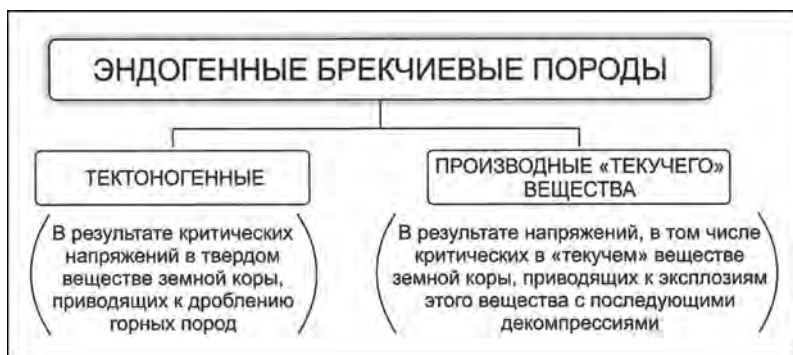 ЭНДОГЕННЫЕ БРЕКЧИЕВЫЕ ПОРОДЫ
ТЕКТОНОГЕННЫЕ
(В результате критических
напряжений в твердом
веществе земной коры,
приводящих к дроблению
горных пород)
ПРОИЗВОДНЫЕ «ТЕКУЧЕГО»
ВЕЩЕСТВА
(В результате напряжений, в том числе
критических в «текучем» веществе
земной коры, приводящих к эксплозиям
этого вещества с последующими
декомпрессиями)